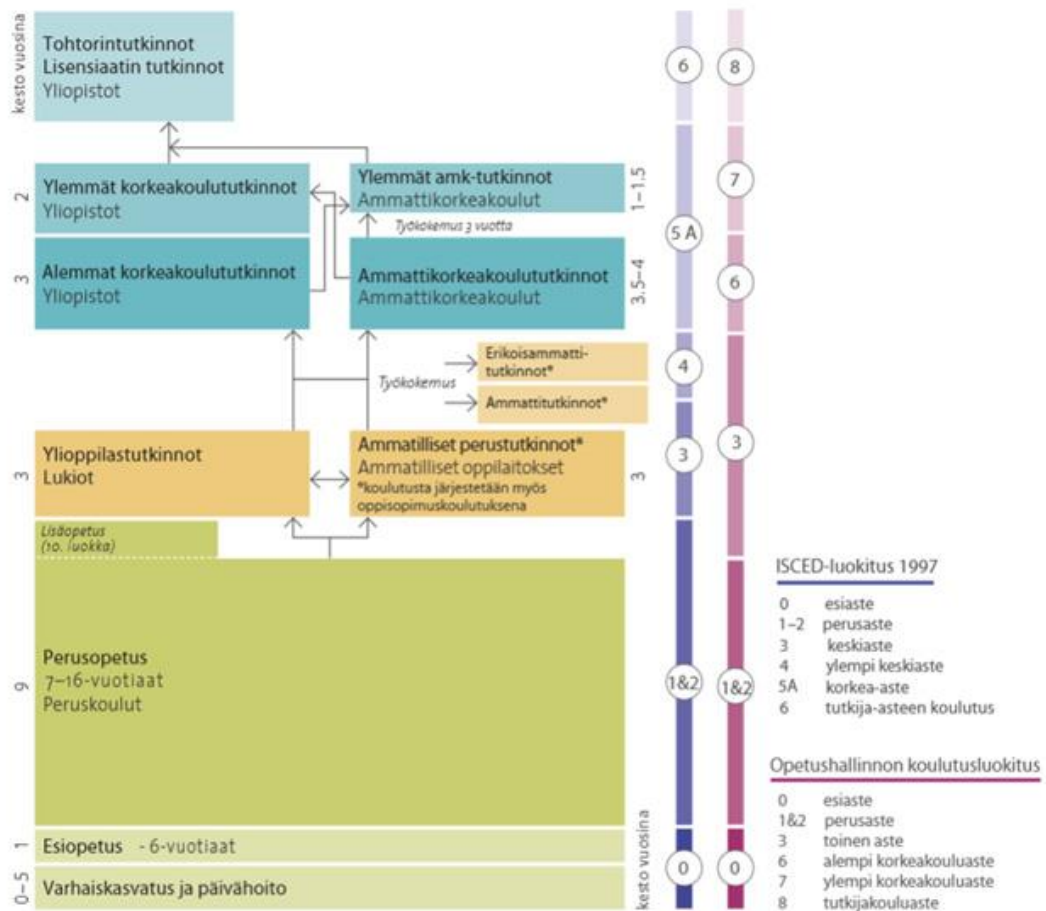 kesto vuosina
Tohtorintutkinnot
Lisensiaatin tutkinnot
Yliopistot
6
8
2
Ylemmät korkeakoulututkinnot
Yliopistot
Ylemmät amk-tutkinnot
Ammattikorkeakoulut
1–1.5
7
Työkokemus 3 vuotta
5 A
3
Alemmat korkeakoulututkinnot
Yliopistot
Ammattikorkeakoulututkinnot
Ammattikorkeakoulut
3.5–4
6
Työkokemus
Erikoisammatti-
tutkinnot*
Ammattitutkinnot*
4
3
Ylioppilastutkinnot
Lukiot
Ammatilliset perustutkinnot*
Ammatilliset oppilaitokset
*koulutusta järjestetään myös
oppisopimuskoulutuksena
3
3
3
Lisäopetus
(10. luokka)
9
Perusopetus
7–16-vuotiaat
Peruskoulut
1&2
1&2
1
Esiopetus - 6-vuotiaat
0–5
Varhaiskasvatus ja päivähoito
kesto vuosina
0
0
ISCED-luokitus 1997
0 esiaste
1–2 perusaste
3 keskiaste
4 ylempi keskiaste
5A korkea-aste
6 tutkija-asteen koulutus
Opetushallinnon koulutusluokitus
0 esiaste
1&2 perusaste
3 toinen aste
6 alempi korkeakouluaste
7 ylempi korkeakouluaste
8 tutkijakouluaste